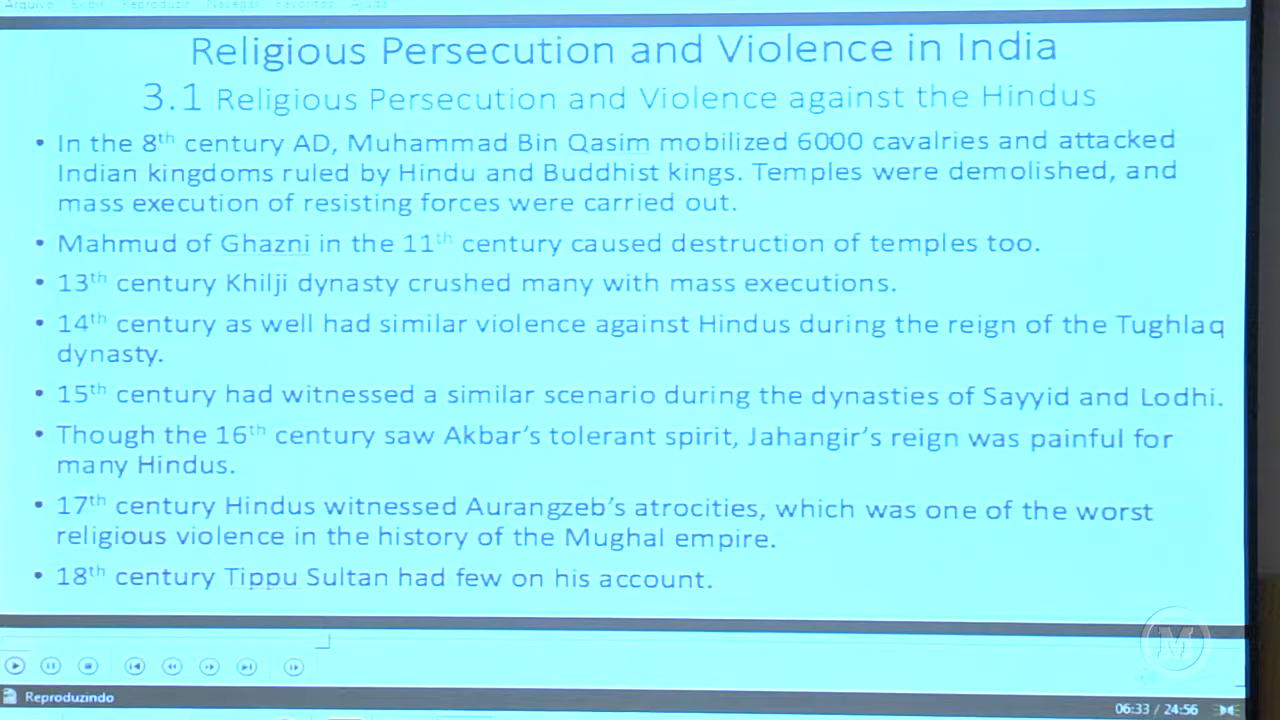 Arquivo Exibir Reproduzir Navegar Favoritos Ajuda
Religious Persecution and Violence in India
3.1 Religious Persecution and Violence against the Hindus
• In the 8th century AD, Muhammad Bin Qasim mobilized 6000 cavalries and attacked
Indian kingdoms ruled by Hindu and Buddhist kings. Temples were demolished, and
mass execution of resisting forces were carried out.
• Mahmud of Ghazni in the 11th century caused destruction of temples too.
• 13th century Khilji dynasty crushed many with mass executions.
• 14th century as well had similar violence against Hindus during the reign of the Tughlaq
dynasty.
• 15th century had witnessed a similar scenario during the dynasties of Sayyid and Lodhi.
• Though the 16th century saw Akbar's tolerant spirit, Jahangir's reign was painful for
many Hindus.
• 17th century Hindus witnessed Aurangzeb's atrocities, which was one of the worst
religious violence in the history of the Mughal empire.
• 18th century Tippu Sultan had few on his account.
M
Reproduzindo
06:33 / 24:56